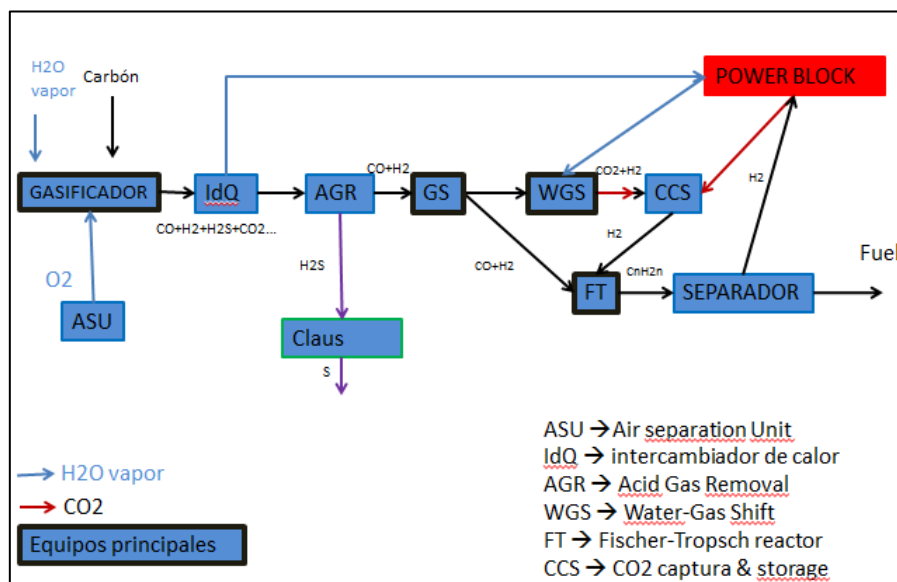 H2O
vapor
Carbón
POWER BLOCK
GASIFICADOR
IdQ
AGR
CO+H2
GS
WGS
CO2+H2
CCS
CO+H2+H2S+CO2...
H2
H2
O2
H2S
CO+H2
FT
CnH2n
SEPARADOR
Fuel
ASU
Claus
S
ASU → Air separation Unit
IdQ → intercambiador de calor
AGR → Acid Gas Removal
WGS → Water-Gas Shift
FT → Fischer-Tropsch reactor
CCS → CO2 captura & storage
H2O vapor
CO2
Equipos principales